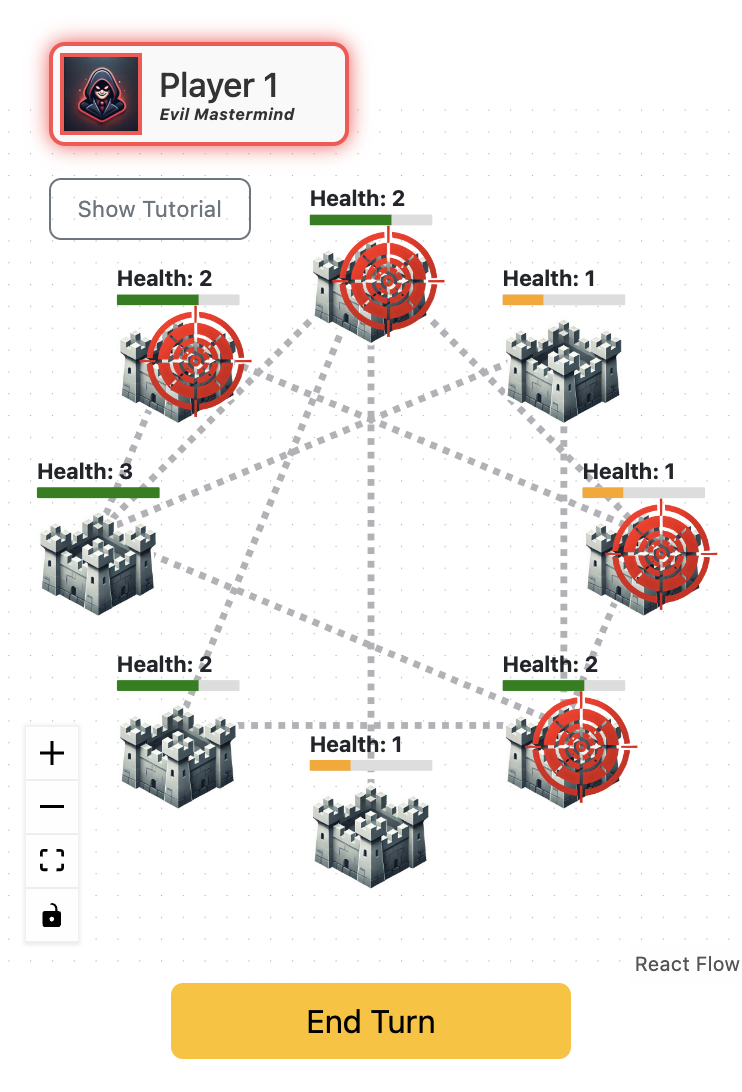 Player 1
Evil Mastermind
Show Tutorial
Health: 2
Health: 2
Health: 1
Health: 3
Health: 1
Health: 2
Health: 2
Health: 1
React Flow
End Turn